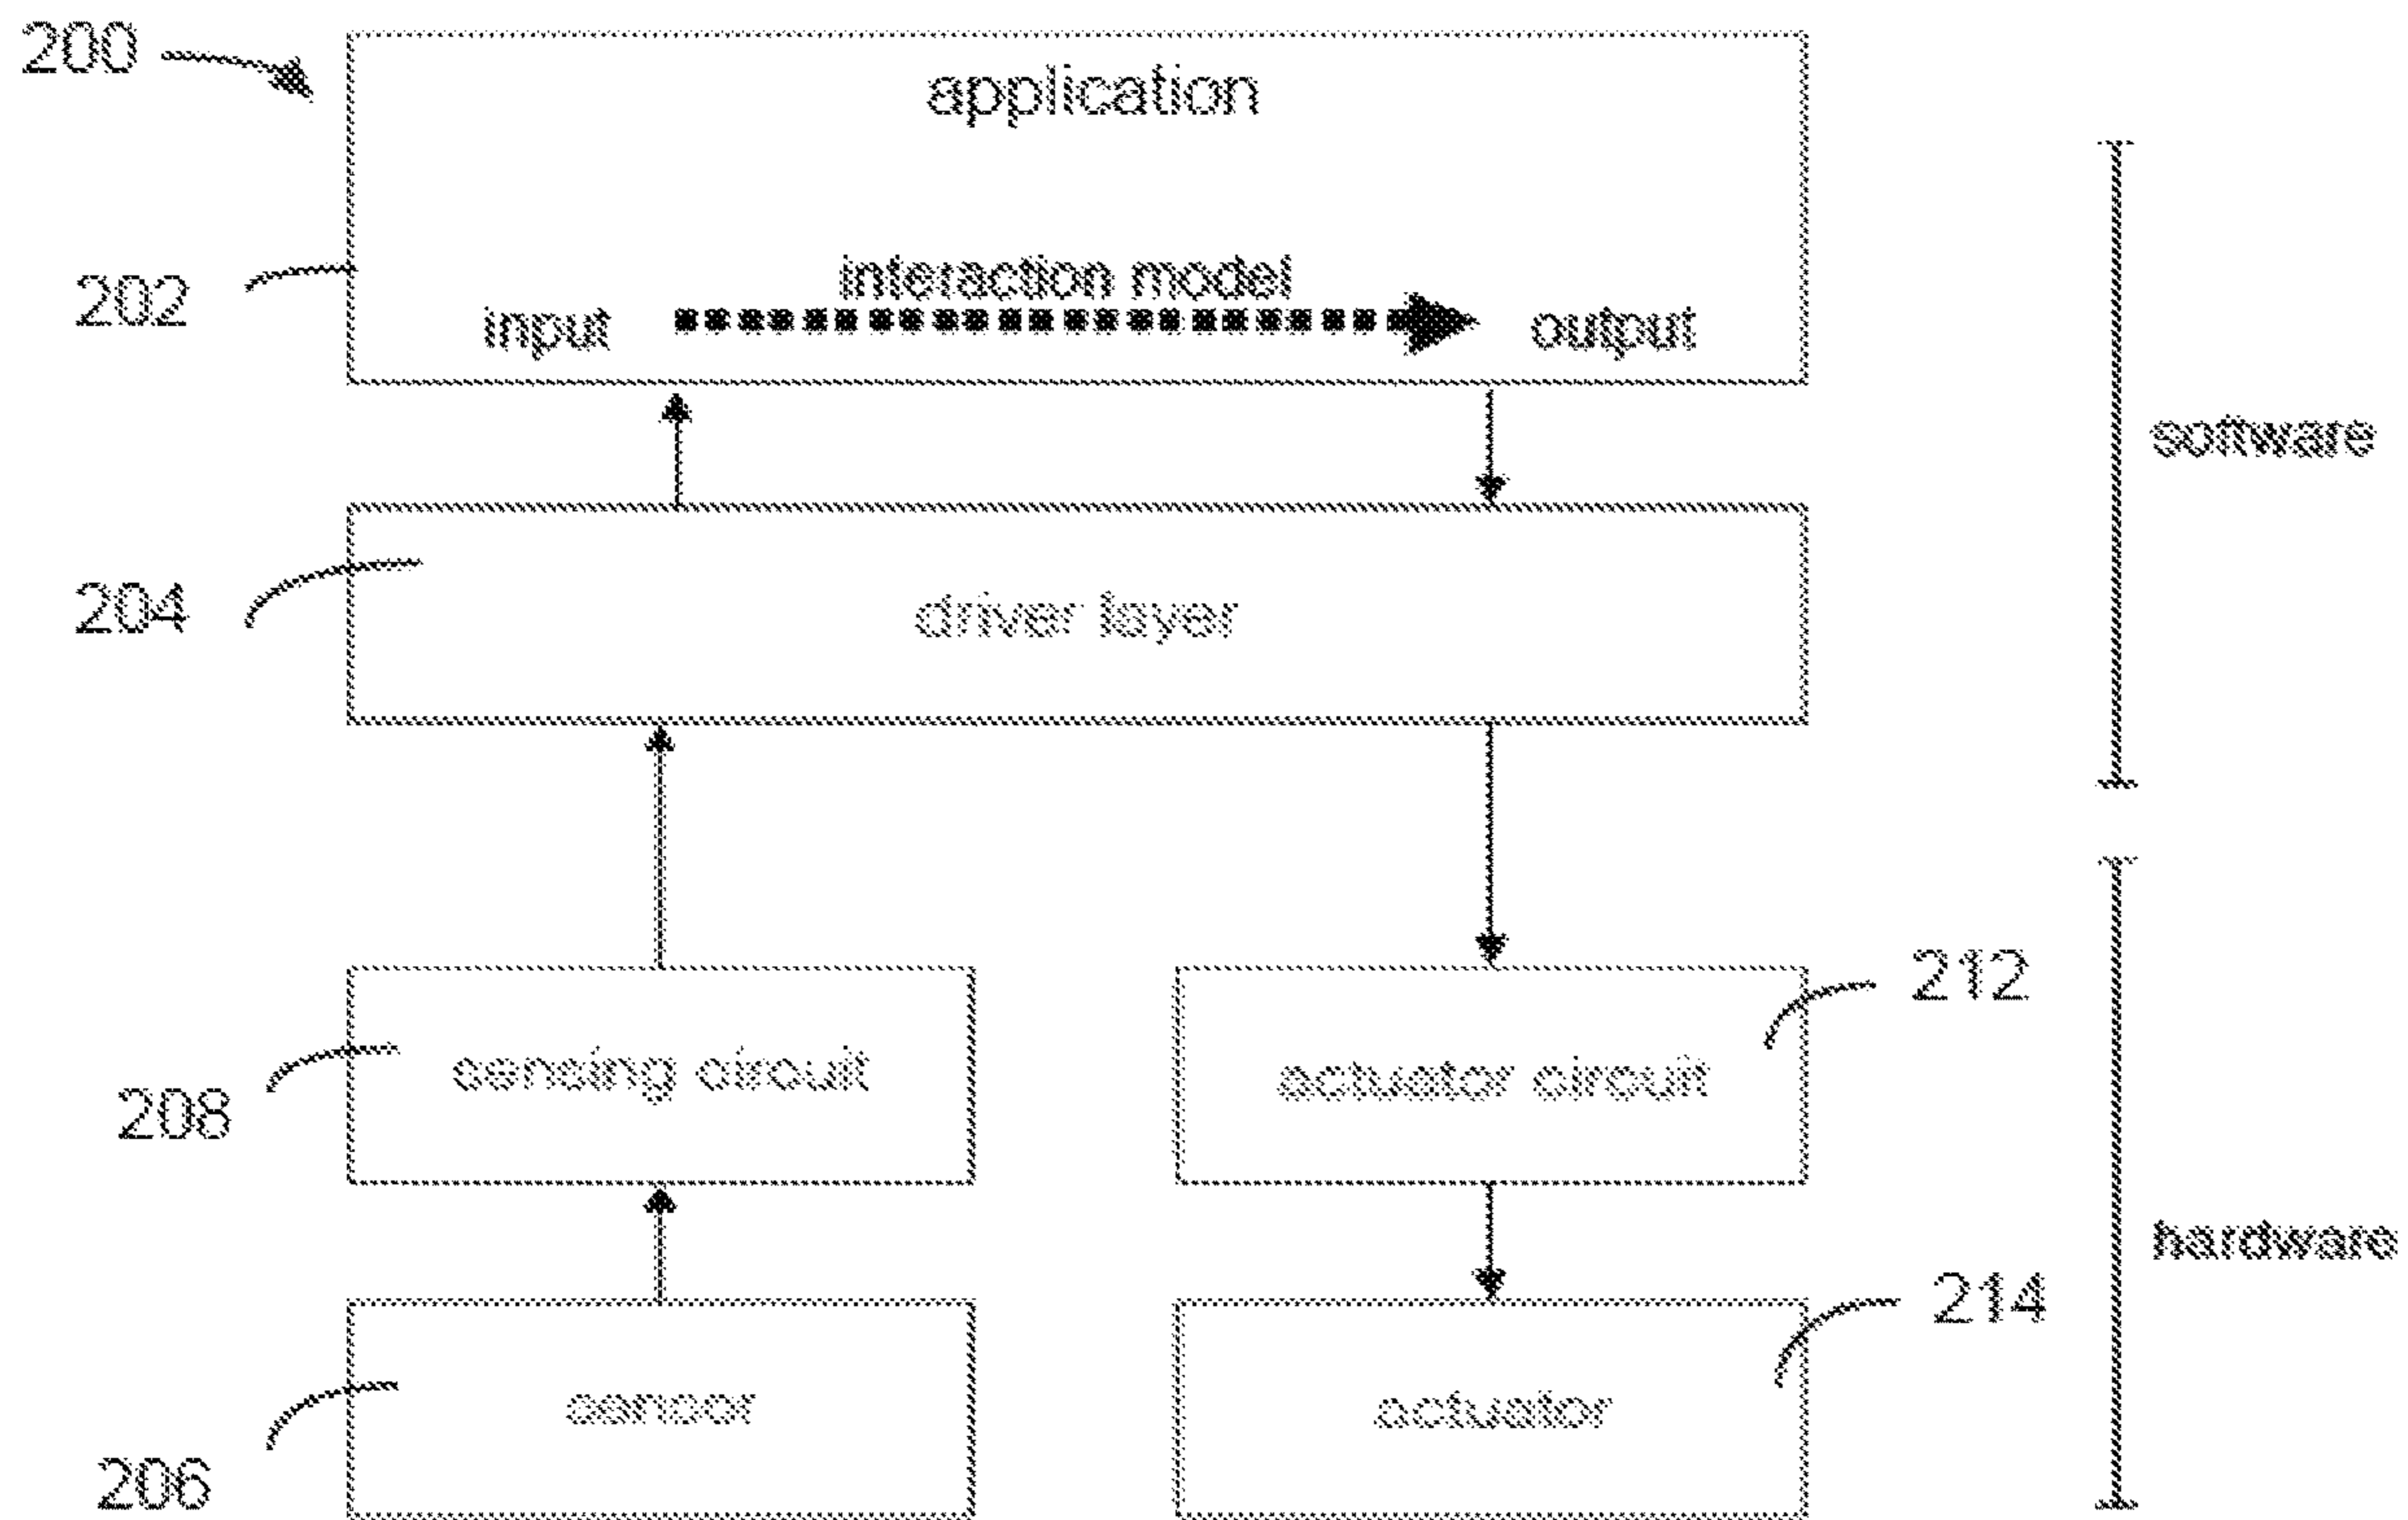 200
application
202
interaction model
input
output
software
204
driver layer
212
208
sensing circuit
actuator circuit
hardware
214
206
sensor
actuator